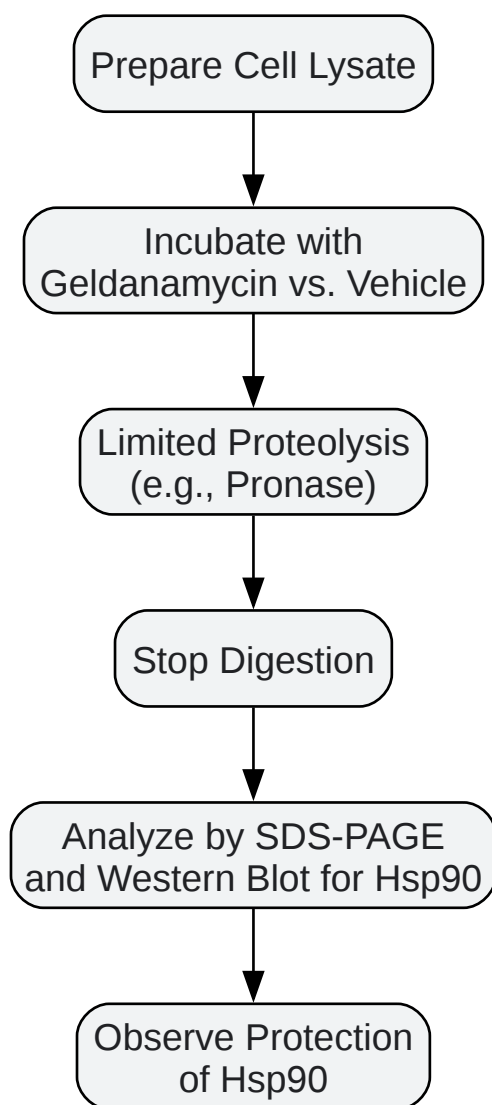 Prepare Cell Lysate
Incubate with
Geldanamycin vs. Vehicle
Limited Proteolysis
(e.g., Pronase)
Stop Digestion
Analyze by SDS-PAGE
and Western Blot for Hsp90
Observe Protection
of Hsp90